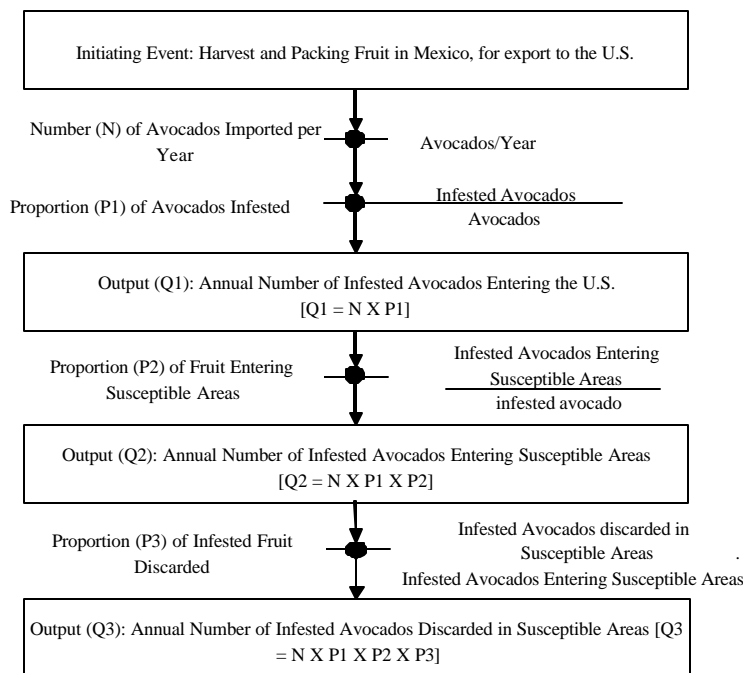 Initiating Event: Harvest and Packing Fruit in Mexico, for export to the U.S.
Number (N) of Avocados Imported per
Year
Avocados/Year
Proportion (P1) of Avocados Infested
Infested Avocados
Avocados
Output (Q1): Annual Number of Infested Avocados Entering the U.S.
[Q1 = N X P1]
Proportion (P2) of Fruit Entering
Susceptible Areas
Infested Avocados Entering
Susceptible Areas
infested avocado
Output (Q2): Annual Number of Infested Avocados Entering Susceptible Areas
[Q2 = N X P1 X P2]
Proportion (P3) of Infested Fruit
Discarded
Infested Avocados discarded in
Susceptible Areas .
Infested Avocados Entering Susceptible Areas
Output (Q3): Annual Number of Infested Avocados Discarded in Susceptible Areas [Q3
= N X P1 X P2 X P3]